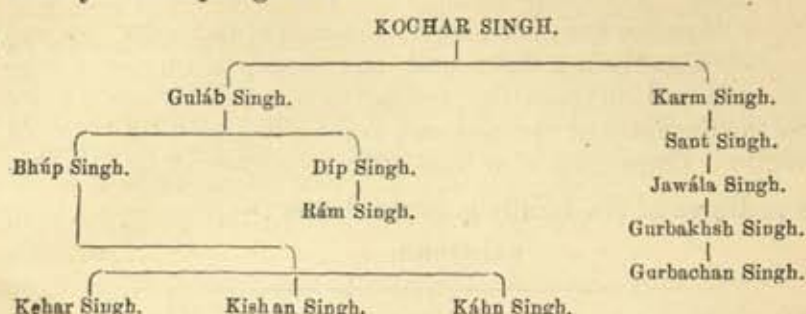 KOCHAR SINGH.
Guláb Singh. Karm Singh.
Sant Singh.
Bhúp Singh. Díp Singh.
Jawála Singh.
Rám Singh.
Gurbakhsh Singh.
Gurbachan Singh.
Kehar Singh. Kishan Singh. Káhn Singh.